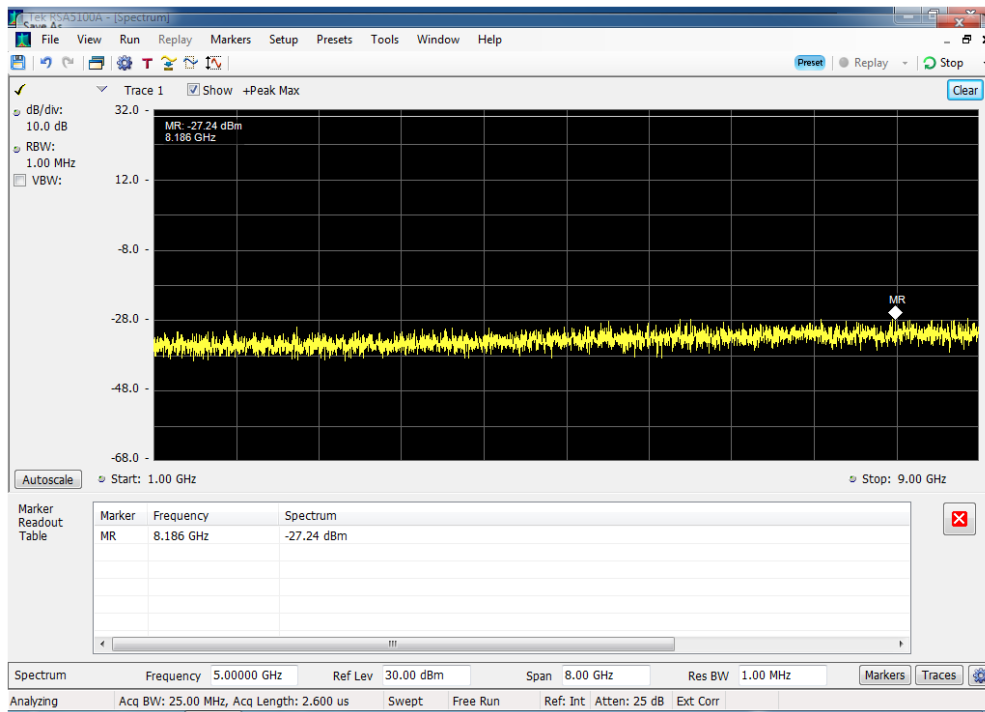 Tek RSA5100A - [Spectrum]
Save As
File View Run Replay Markers Setup Presets Tools Window Help
T Preset Replay Stop
Trace 1 Show +Peak Max Clear
dB/div:
10.0 dB
RBW:
1.00 MHz
VBW:
32.0
12.0
-8.0
-28.0
-48.0
-68.0
MR: -27.24 dBm
8.186 GHz
MR
Autoscale Start: 1.00 GHz Stop: 9.00 GHz
Marker
Readout
Table
Marker Frequency Spectrum
MR 8.186 GHz -27.24 dBm
Spectrum Frequency 5.00000 GHz Ref Lev 30.00 dBm Span 8.00 GHz Res BW 1.00 MHz Markers Traces
Analyzing Acq BW: 25.00 MHz, Acq Length: 2.600 us Swept Free Run Ref: Int Atten: 25 dB Ext Corr